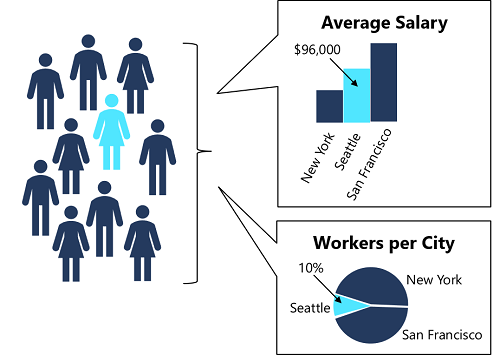 Average Salary
$96,000
New York
Seattle
San Francisco
Workers per City
10%
New York
Seattle
San Francisco